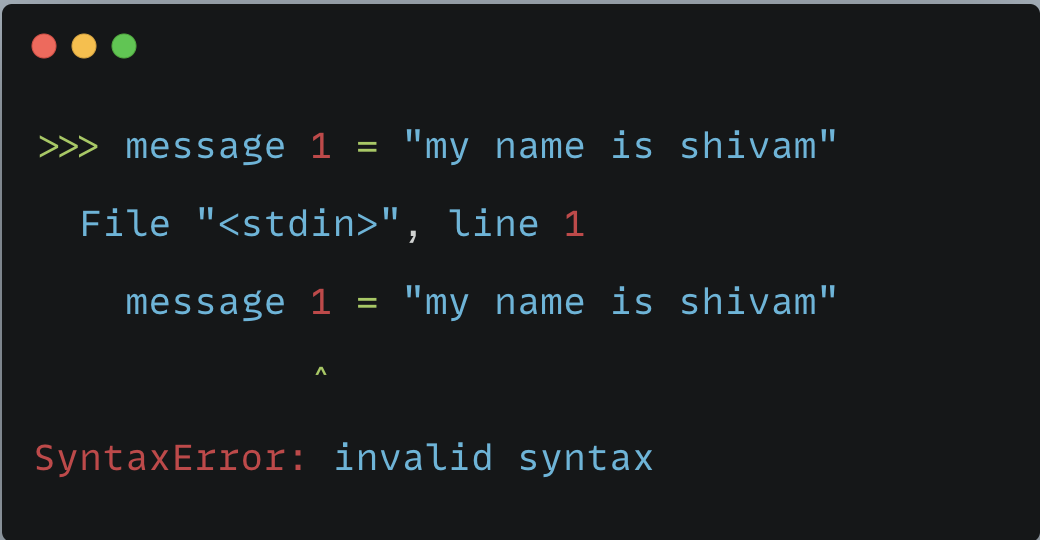 >>> message 1 = "my name is shivam"
  File "<stdin>", line 1
    message 1 = "my name is shivam"
            ^
SyntaxError: invalid syntax